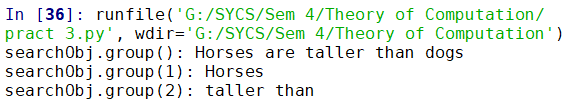 In [36]: runfile('G:/SYCS/Sem 4/Theory of Computation/
pract 3.py', wdir='G:/SYCS/Sem 4/Theory of Computation')
searchObj.group(): Horses are taller than dogs
searchObj.group(1): Horses
searchObj.group(2): taller than